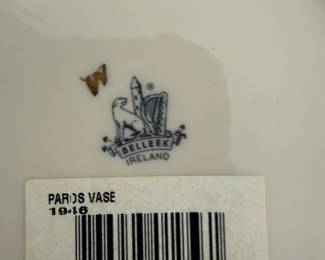 ®
BELLEEK
IRELAND
PAROS VASE
1946